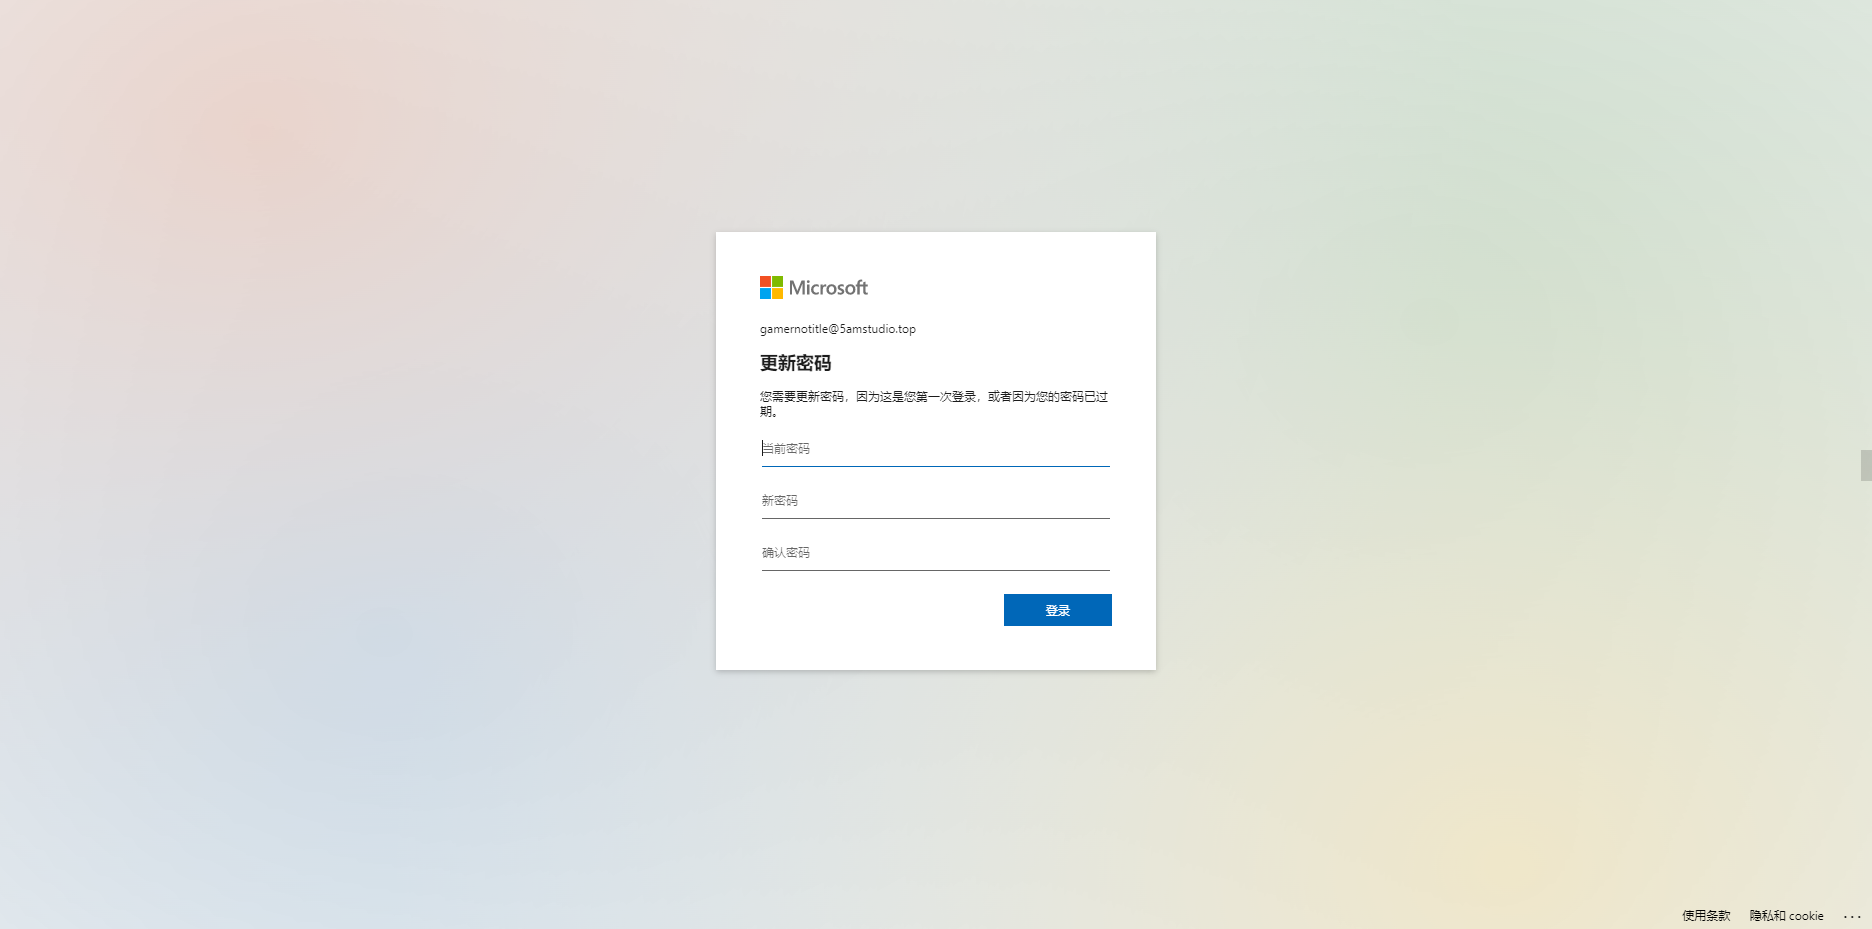 Microsoft
gamernotitle@5amstudio.top
更新密码
您需要更新密码，因为这是您第一次登录，或者因为您的密码已过
期。
当前密码
新密码
确认密码
登录
使用条款 隐私和 cookie ...